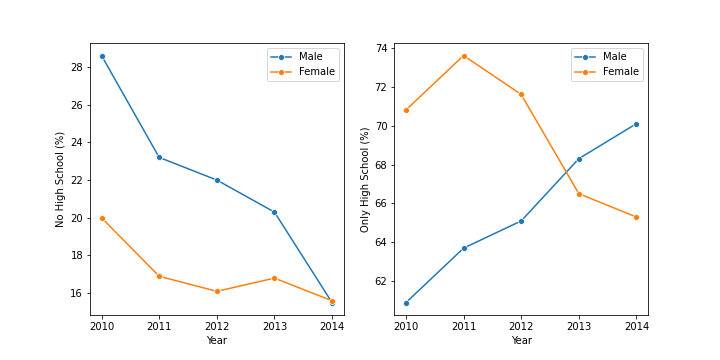 No High School (%)
28
26
24
22
20
18
16
2010 2011 2012 2013 2014
Year
Male
Female
Only High School (%)
74
72
70
68
66
64
62
2010 2011 2012 2013 2014
Year
Male
Female